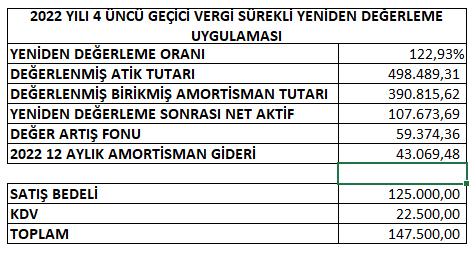 2022 YILI 4 ÜNCÜ GEÇİCİ VERGİ SÜREKLİ YENİDEN DEĞERLEME
UYGULAMASI
YENİDEN DEĞERLEME ORANI 122,93%
DEĞERLENMİŞ ATİK TUTARI 498.489,31
DEĞERLENMİŞ BİRİKMİŞ AMORTİSMAN TUTARI 390.815,62
YENİDEN DEĞERLEME SONRASI NET AKTİF 107.673,69
DEĞER ARTIŞ FONU 59.374,36
2022 12 AYLIK AMORTİSMAN GİDERİ 43.069,48
SATIŞ BEDELİ 125.000,00
KDV 22.500,00
TOPLAM 147.500,00